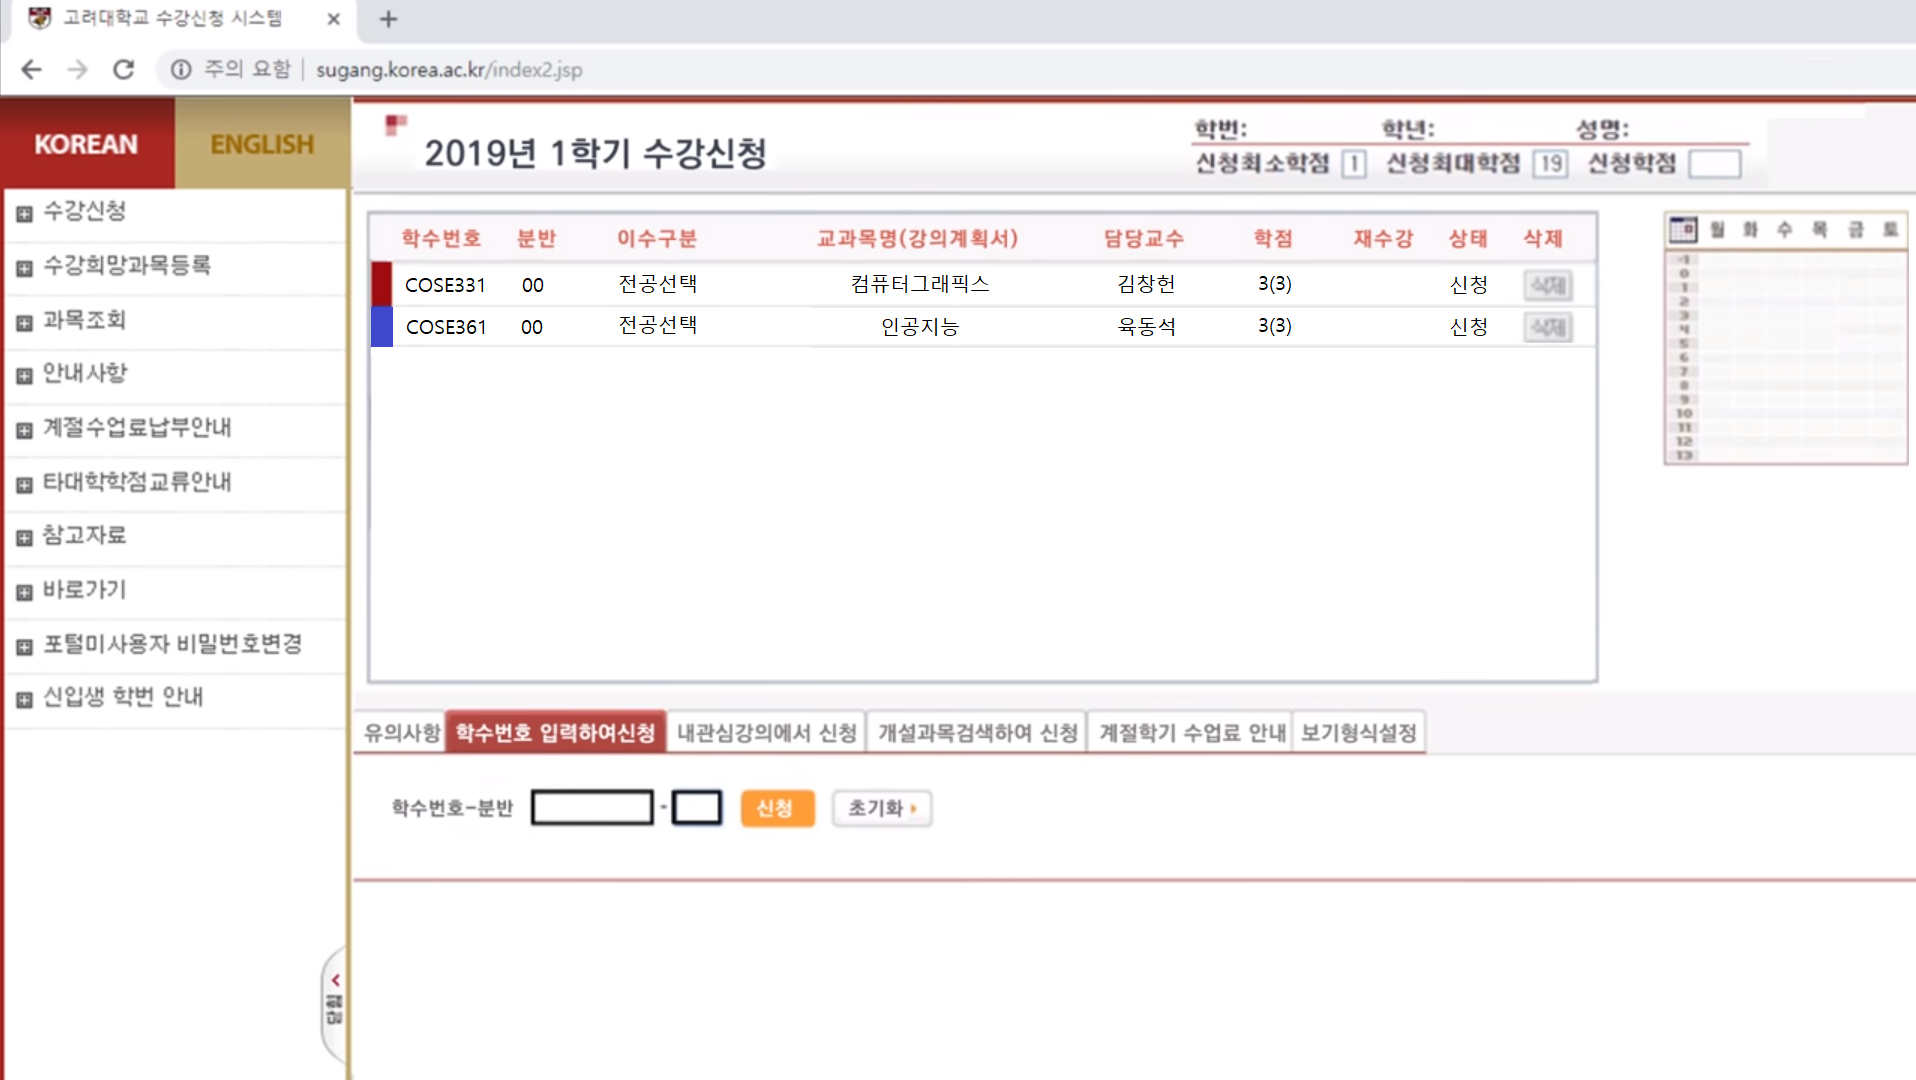 고려대학교 수강신청 시스템
주의 요함 | sugang.korea.ac.kr/index2.jsp
KOREAN ENGLISH
수강신청
수강희망과목등록
과목조회
안내사항
계절수업료납부안내
타대학학점교류안내
참고자료
바로가기
포털미사용자 비밀번호변경
신입생 학번 안내
닫힘
2019년 1학기 수강신청
학번: 학년: 성명:
신청최소학점 1 신청최대학점 19 신청학점
학수번호 분반 이수구분 교과목명(강의계획서) 담당교수 학점 재수강 상태 삭제
COSE331 00 전공선택 컴퓨터그래픽스 김창헌 3(3) 신청 삭제
COSE361 00 전공선택 인공지능 육동석 3(3) 신청 삭제
월 화 수 목 금 토
-1
0
1
2
3
4
5
6
7
8
9
10
11
12
13
유의사항 학수번호 입력하여신청 내관심강의에서 신청 개설과목검색하여 신청 계절학기 수업료 안내 보기형식설정
학수번호-분반 - 신청 초기화